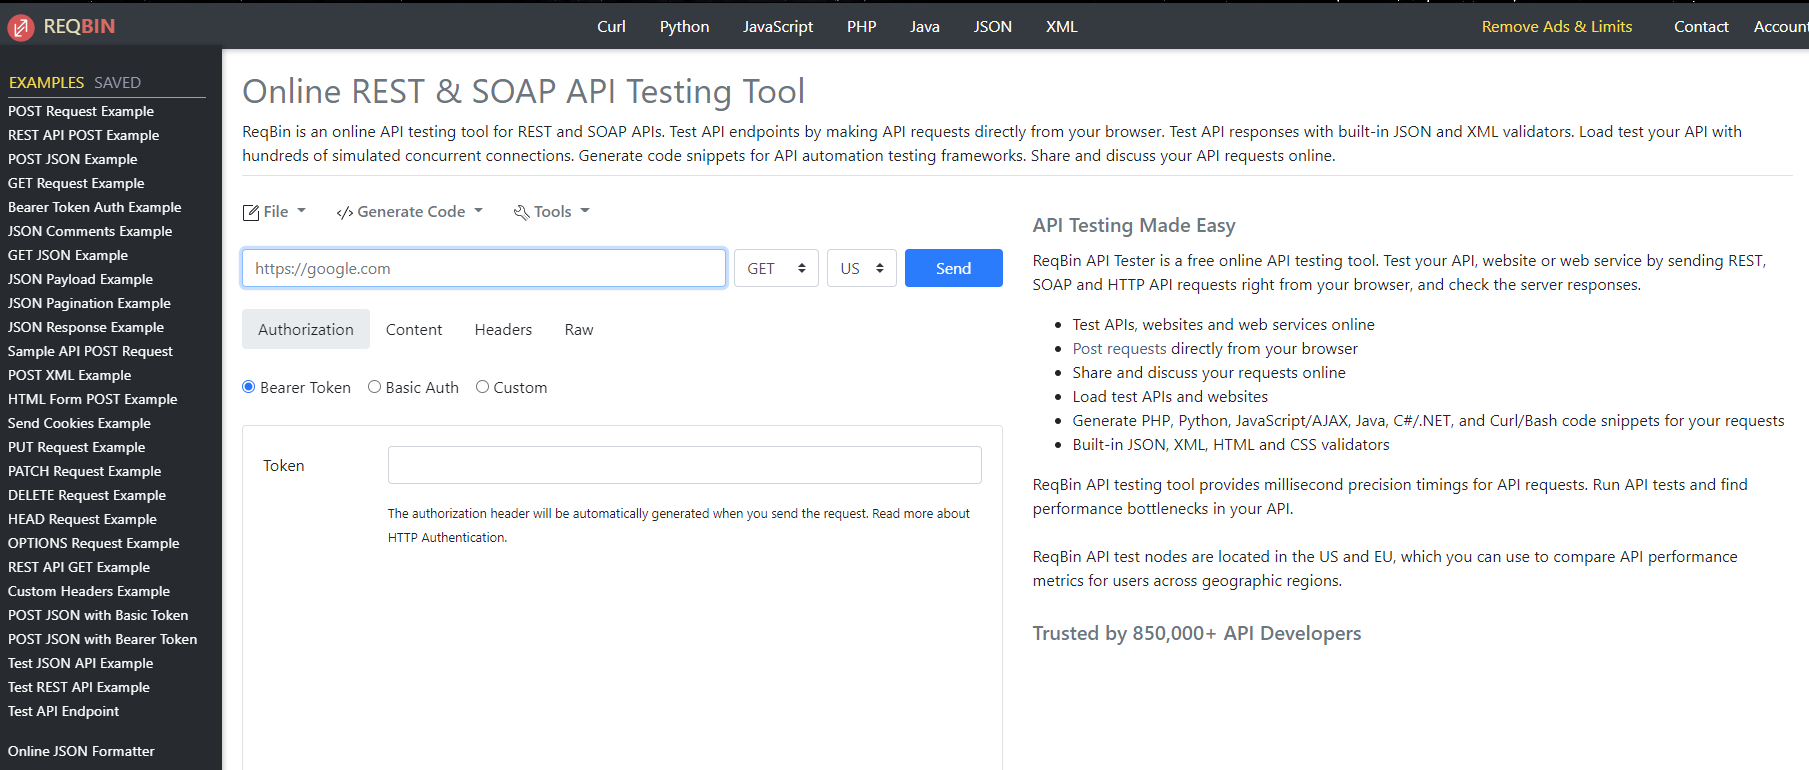 REQBIN
Curl Python JavaScript PHP Java JSON XML
Remove Ads & Limits Contact Account
EXAMPLES SAVED
POST Request Example
REST API POST Example
POST JSON Example
GET Request Example
Bearer Token Auth Example
JSON Comments Example
GET JSON Example
JSON Payload Example
JSON Pagination Example
JSON Response Example
Sample API POST Request
POST XML Example
HTML Form POST Example
Send Cookies Example
PUT Request Example
PATCH Request Example
DELETE Request Example
HEAD Request Example
OPTIONS Request Example
REST API GET Example
Custom Headers Example
POST JSON with Basic Token
POST JSON with Bearer Token
Test JSON API Example
Test REST API Example
Test API Endpoint
Online JSON Formatter
Online REST & SOAP API Testing Tool
ReqBin is an online API testing tool for REST and SOAP APIs. Test API endpoints by making API requests directly from your browser. Test API responses with built-in JSON and XML validators. Load test your API with
hundreds of simulated concurrent connections. Generate code snippets for API automation testing frameworks. Share and discuss your API requests online.
File </> Generate Code Tools
https://google.com GET US Send
Authorization Content Headers Raw
Bearer Token Basic Auth Custom
Token
The authorization header will be automatically generated when you send the request. Read more about
HTTP Authentication.
API Testing Made Easy
ReqBin API Tester is a free online API testing tool. Test your API, website or web service by sending REST,
SOAP and HTTP API requests right from your browser, and check the server responses.
• Test APIs, websites and web services online
• Post requests directly from your browser
• Share and discuss your requests online
• Load test APIs and websites
• Generate PHP, Python, JavaScript/AJAX, Java, C#/.NET, and Curl/Bash code snippets for your requests
• Built-in JSON, XML, HTML and CSS validators
ReqBin API testing tool provides millisecond precision timings for API requests. Run API tests and find
performance bottlenecks in your API.
ReqBin API test nodes are located in the US and EU, which you can use to compare API performance
metrics for users across geographic regions.
Trusted by 850,000+ API Developers